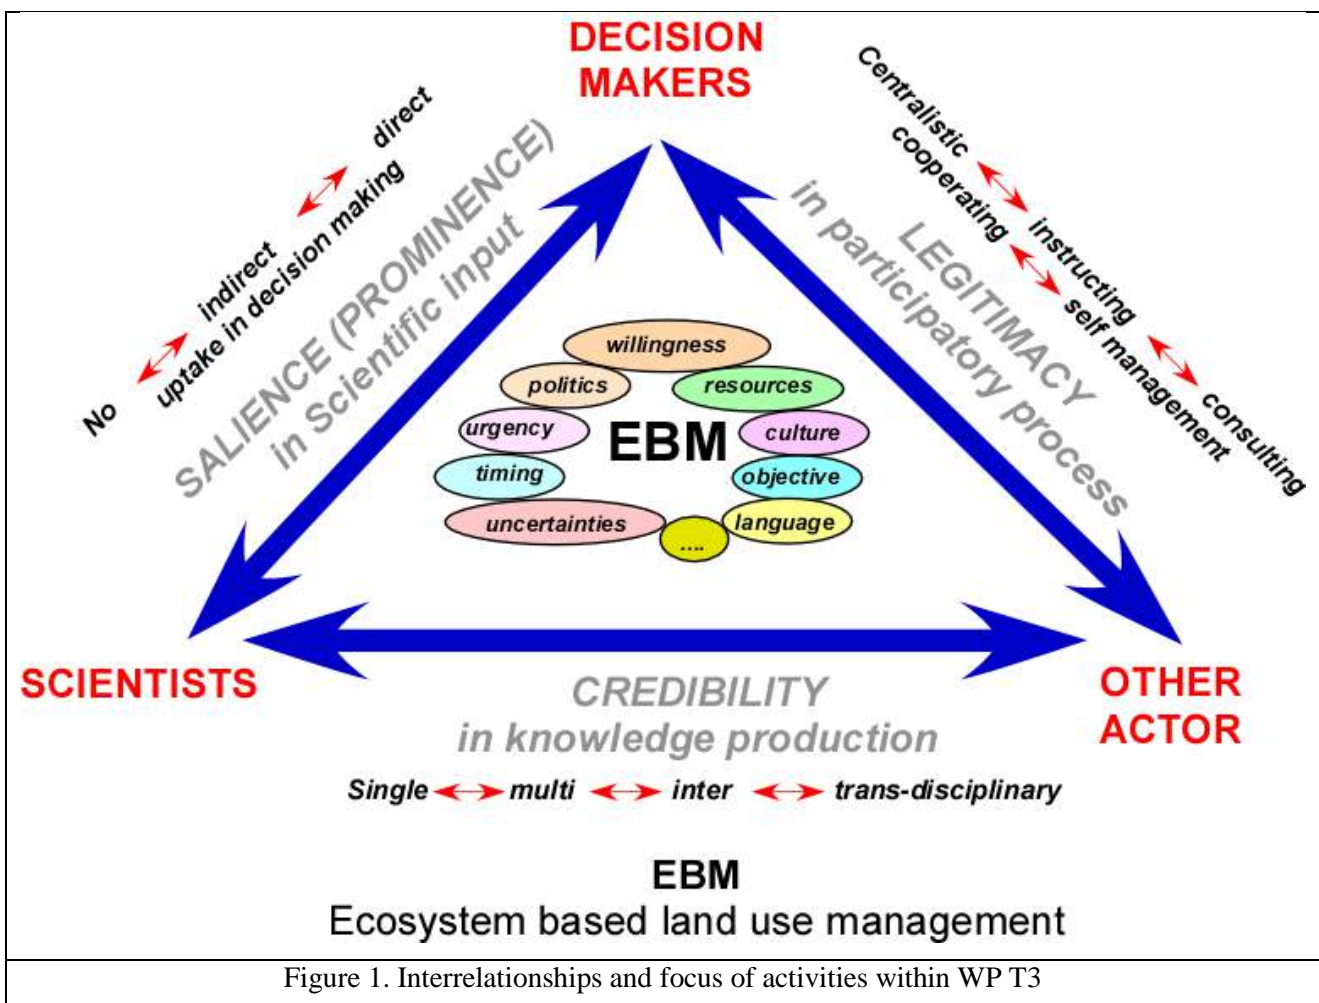 DECISION
MAKERS
No ↔ indirect ↔ direct
uptake in decision making
SALIENCE (PROMINENCE)
in Scientific input
Centralistic ↔ instructing ↔ consulting
cooperating ↔ self management
LEGITIMACY
in participatory process
willingness
politics
resources
urgency
EBM
culture
timing
objective
uncertainties
....
language
SCIENTISTS
OTHER
ACTOR
CREDIBILITY
in knowledge production
Single ↔ multi ↔ inter ↔ trans-disciplinary
EBM
Ecosystem based land use management
Figure 1. Interrelationships and focus of activities within WP T3